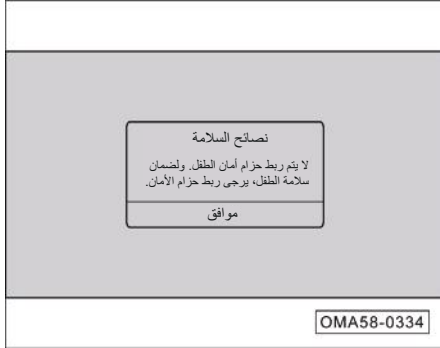 نصائح السلامة
لا يتم ربط حزام أمان الطفل. ولضمان
سلامة الطفل، يرجى ربط حزام الأمان.
موافق
OMA58-0334